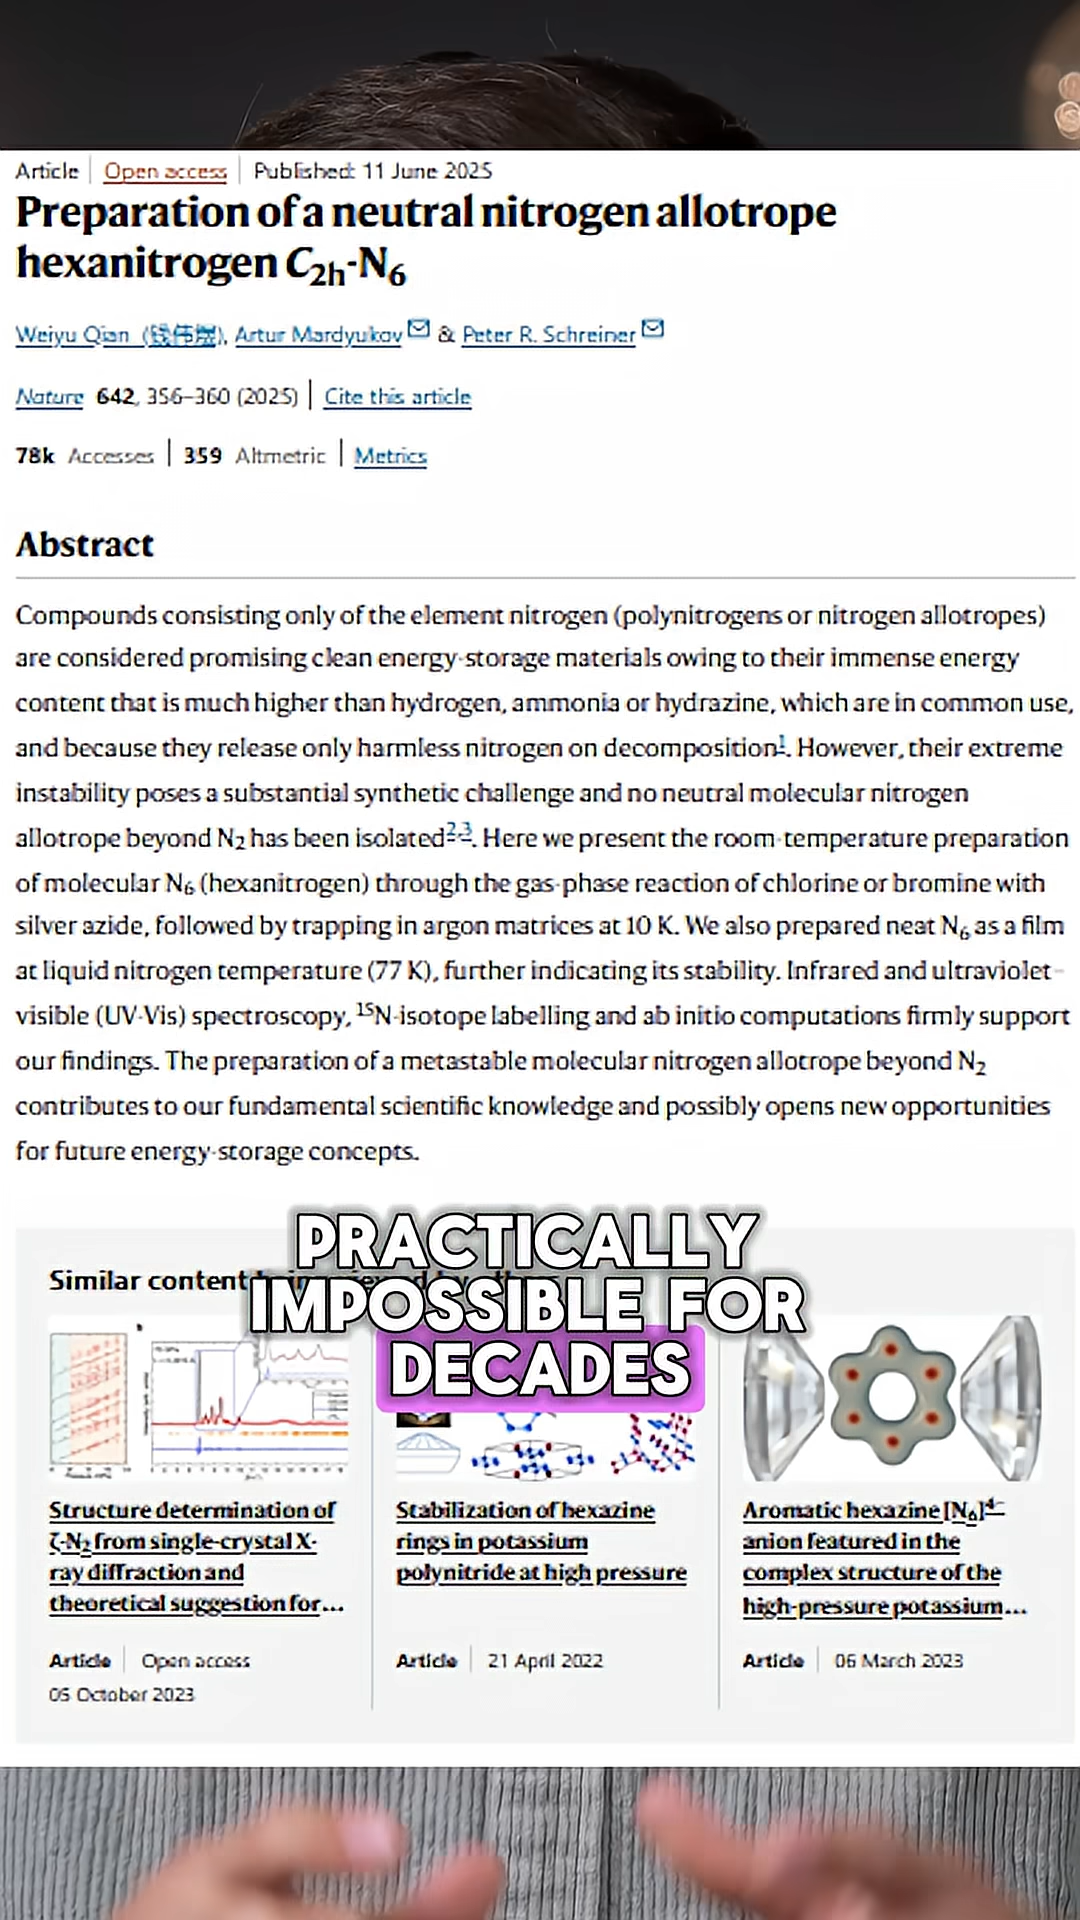 Article | Open access | Published: 11 June 2025
Preparation of a neutral nitrogen allotrope
hexanitrogen C2h-N6
Weiyu Qian (钱伟煜), Artur Mardyukov & Peter R. Schreiner
Nature 642, 356–360 (2025) | Cite this article
78k Accesses | 359 Altmetric | Metrics
Abstract
Compounds consisting only of the element nitrogen (polynitrogens or nitrogen allotropes)
are considered promising clean energy-storage materials owing to their immense energy
content that is much higher than hydrogen, ammonia or hydrazine, which are in common use,
and because they release only harmless nitrogen on decomposition1. However, their extreme
instability poses a substantial synthetic challenge and no neutral molecular nitrogen
allotrope beyond N2 has been isolated2,3. Here we present the room-temperature preparation
of molecular N6 (hexanitrogen) through the gas-phase reaction of chlorine or bromine with
silver azide, followed by trapping in argon matrices at 10 K. We also prepared neat N6 as a film
at liquid nitrogen temperature (77 K), further indicating its stability. Infrared and ultraviolet–
visible (UV-Vis) spectroscopy, 15N-isotope labelling and ab initio computations firmly support
our findings. The preparation of a metastable molecular nitrogen allotrope beyond N2
contributes to our fundamental scientific knowledge and possibly opens new opportunities
for future energy-storage concepts.
PRACTICALLY
IMPOSSIBLE FOR
DECADES
Similar content
Structure determination of
ζ-N2 from single-crystal X-
ray diffraction and
theoretical suggestion for...
Article | Open access
05 October 2023
Stabilization of hexazine
rings in potassium
polynitride at high pressure
Article | 21 April 2022
Aromatic hexazine [N6]4−
anion featured in the
complex structure of the
high-pressure potassium...
Article | 06 March 2023